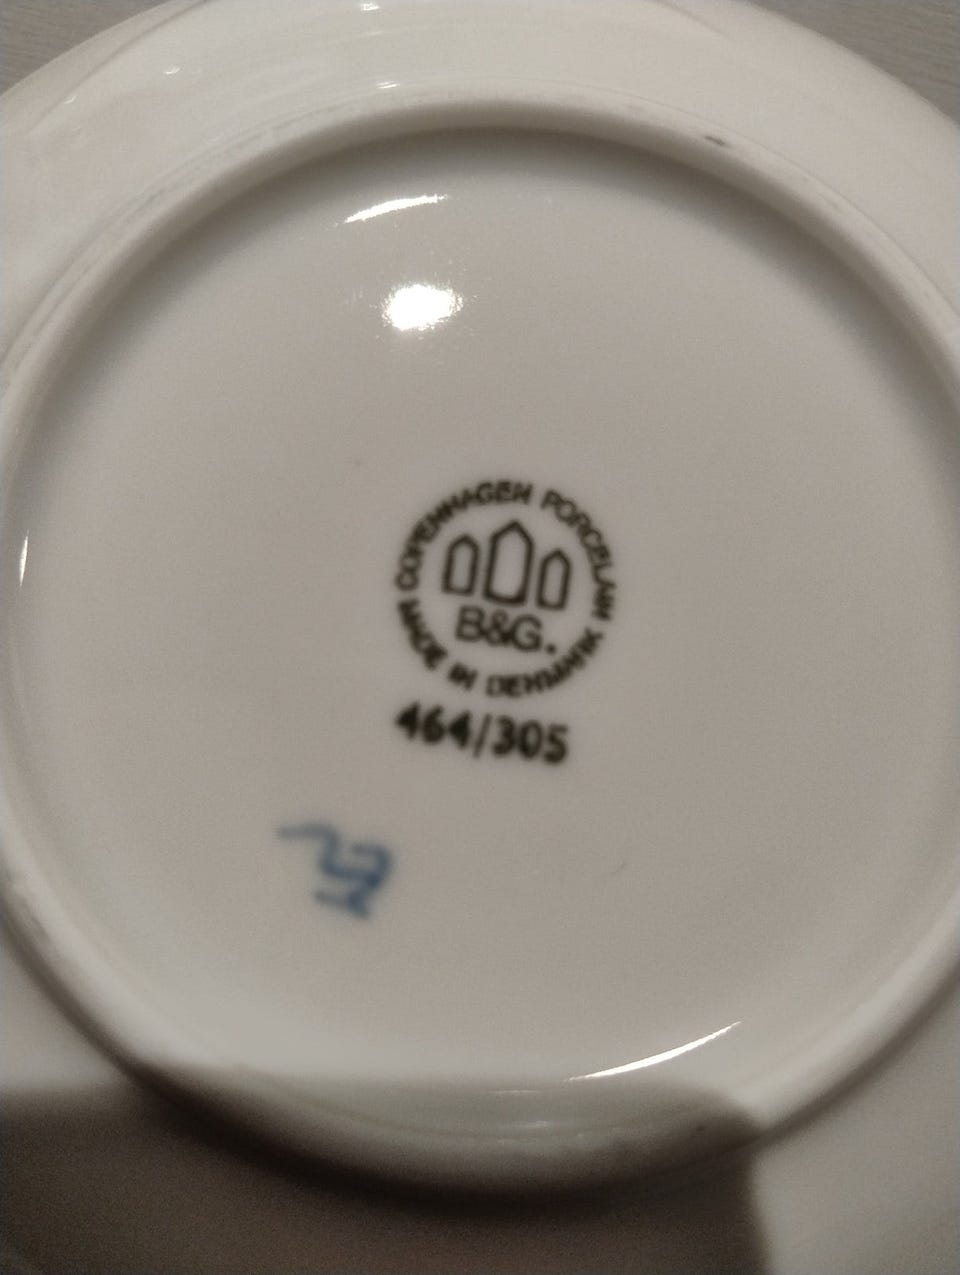 COPENHAGEN PORCELAIN
B&G.
MADE IN DENMARK
464/305